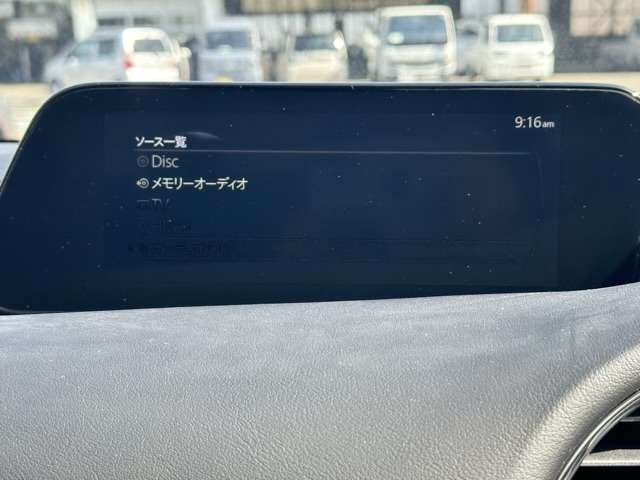 9:16am
ソース一覧
Disc
メモリーオーディオ
TV